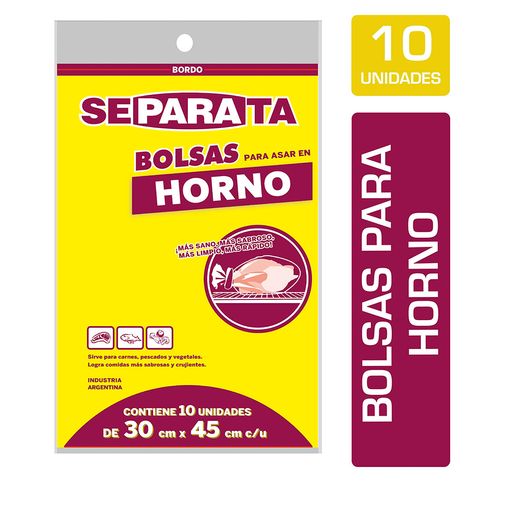 BORDO
SEPARATA
BOLSAS PARA ASAR EN
HORNO
¡MÁS SANO, MÁS SABROSO,
MÁS LIMPIO, MÁS RÁPIDO!
Sirve para carnes, pescados y vegetales.
Logra comidas más sabrosas y crujientes.
INDUSTRIA
ARGENTINA
CONTIENE 10 UNIDADES
DE 30 cm x 45 cm c/u
10
UNIDADES
BOLSAS PARA
HORNO